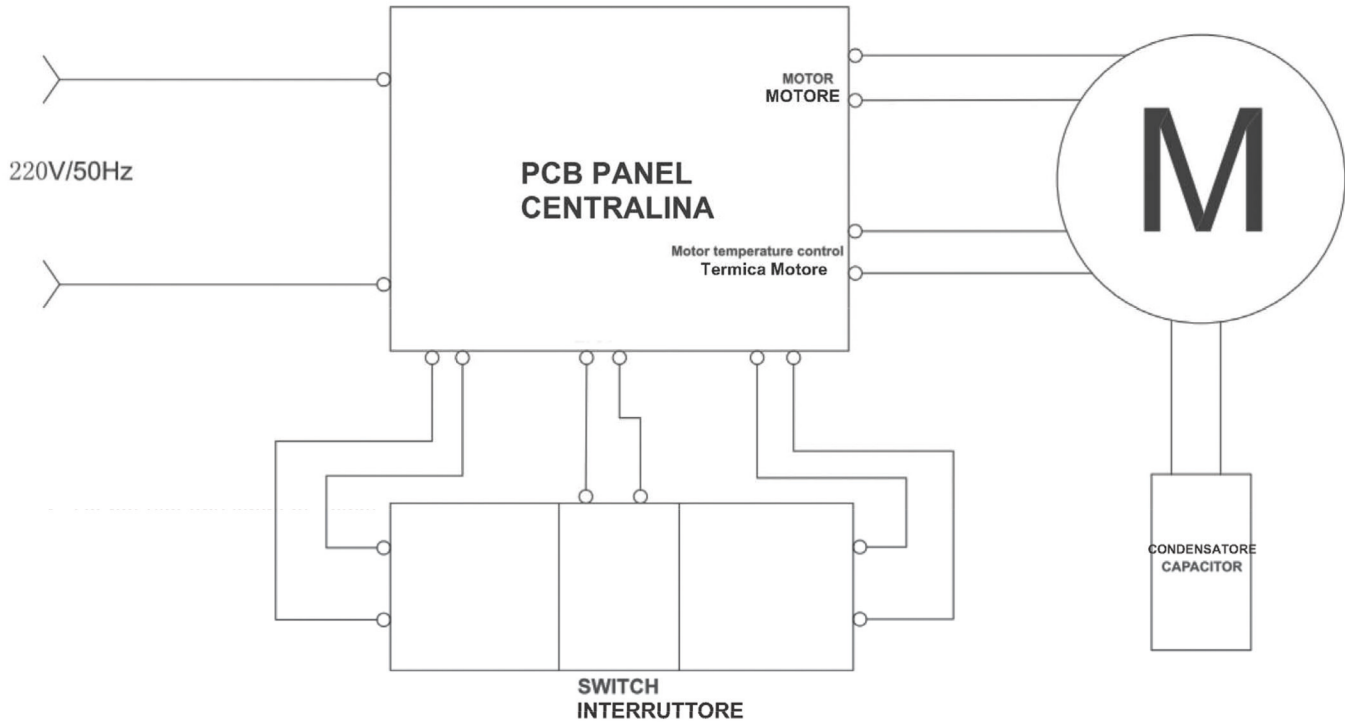 MOTOR
MOTORE
220V/50Hz
PCB PANEL
CENTRALINA
M
Motor temperature control
Termica Motore
CONDENSATORE
CAPACITOR
SWITCH
INTERRUTTORE